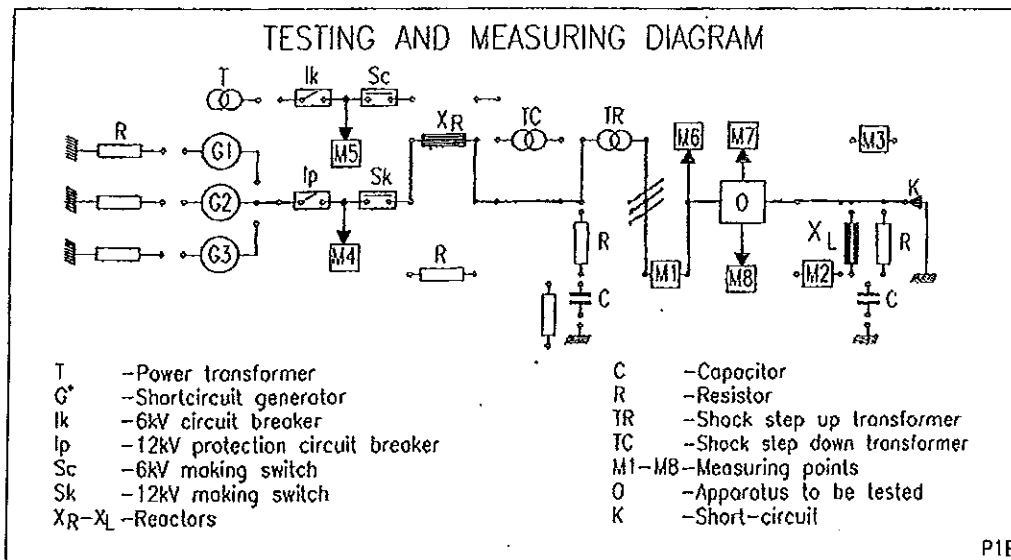 TESTING AND MEASURING DIAGRAM
T
Ik
Sc
R
G1
M5
XR
TC
TR
M6
M7
M3
G2
Ip
Sk
O
K
G3
M4
R
R
M1
M8
XL
M2
R
C
C
T -Power transformer
G* -Shortcircuit generator
Ik -6kV circuit breaker
Ip -12kV protection circuit breaker
Sc -6kV making switch
Sk -12kV making switch
XR-XL -Reactors
C -Capacitor
R -Resistor
TR -Shock step up transformer
TC -Shock step down transformer
M1-M8 -Measuring points
O -Apparatus to be tested
K -Short-circuit
P1E